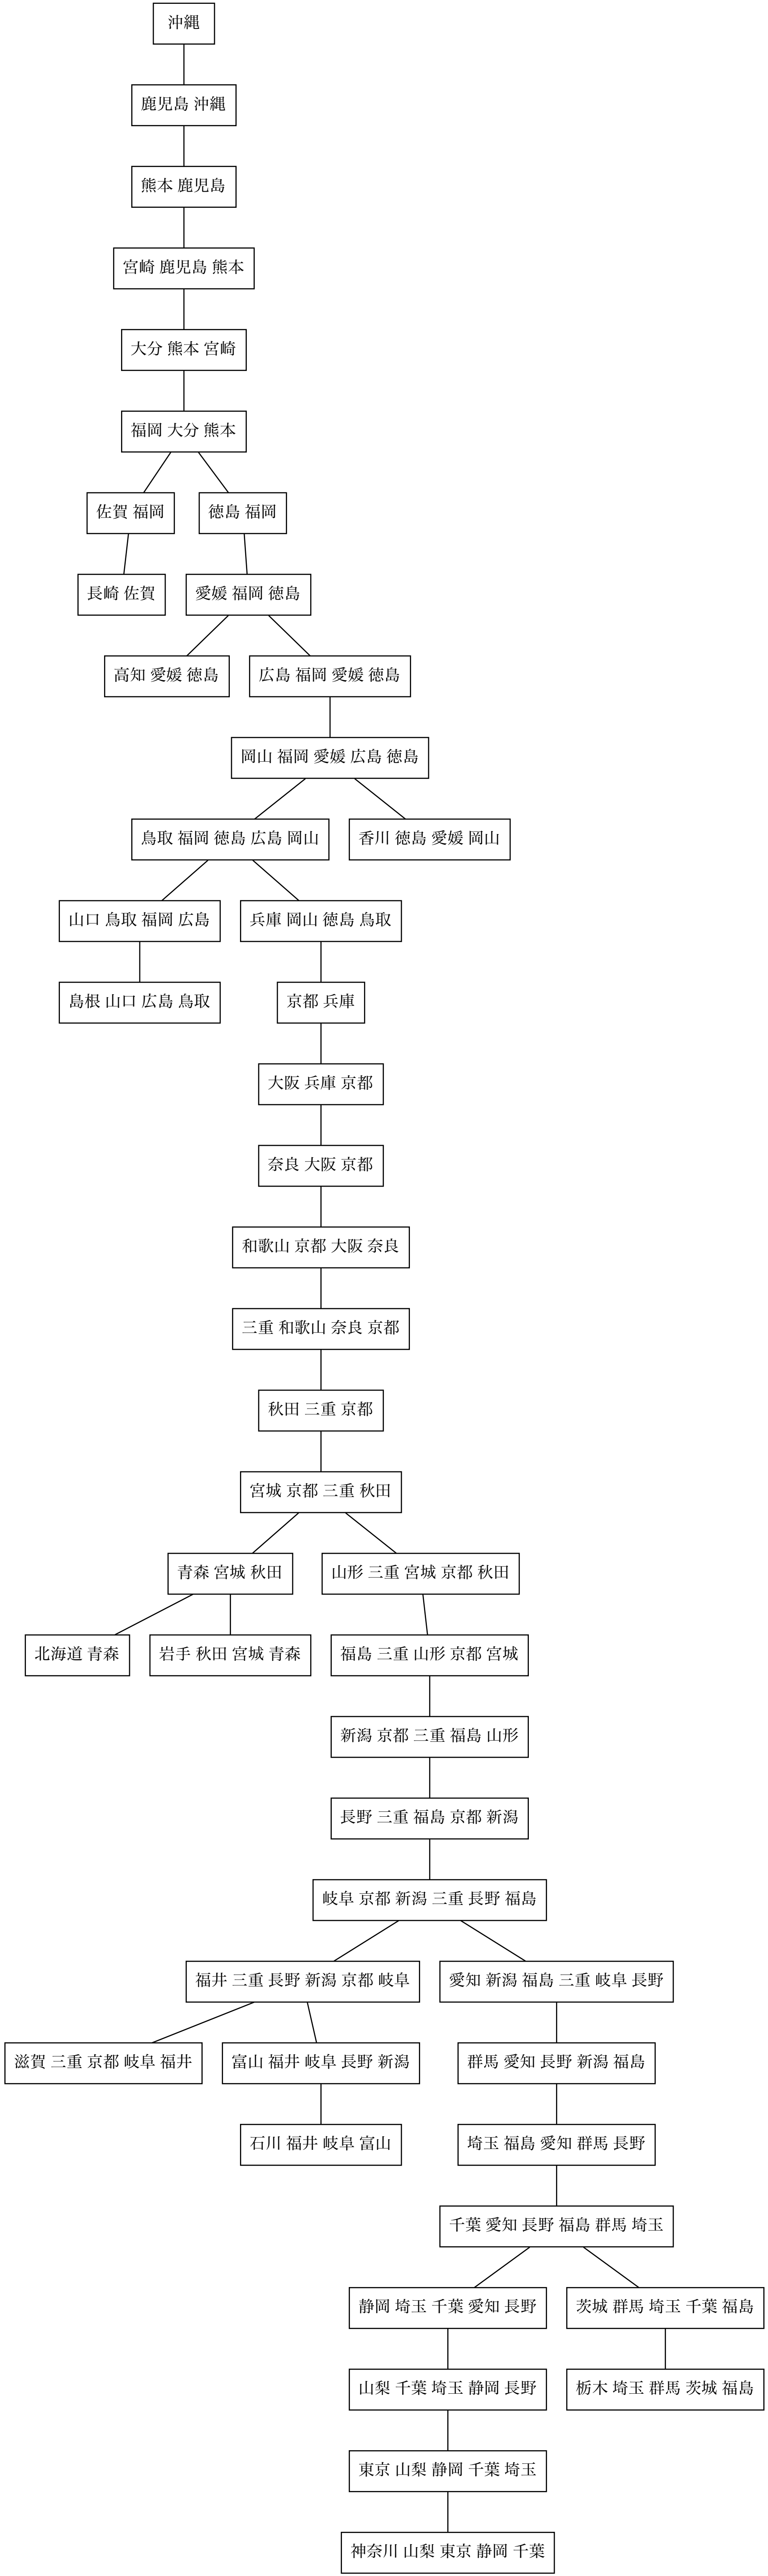 沖縄
鹿児島 沖縄
熊本 鹿児島
宮崎 鹿児島 熊本
大分 熊本 宮崎
福岡 大分 熊本
佐賀 福岡
徳島 福岡
長崎 佐賀
愛媛 福岡 徳島
高知 愛媛 徳島
広島 福岡 愛媛 徳島
岡山 福岡 愛媛 広島 徳島
鳥取 福岡 徳島 広島 岡山
香川 徳島 愛媛 岡山
山口 鳥取 福岡 広島
兵庫 岡山 徳島 鳥取
島根 山口 広島 鳥取
京都 兵庫
大阪 兵庫 京都
奈良 大阪 京都
和歌山 京都 大阪 奈良
三重 和歌山 奈良 京都
秋田 三重 京都
宮城 京都 三重 秋田
青森 宮城 秋田
山形 三重 宮城 京都 秋田
北海道 青森
岩手 秋田 宮城 青森
福島 三重 山形 京都 宮城
新潟 京都 三重 福島 山形
長野 三重 福島 京都 新潟
岐阜 京都 新潟 三重 長野 福島
福井 三重 長野 新潟 京都 岐阜
愛知 新潟 福島 三重 岐阜 長野
滋賀 三重 京都 岐阜 福井
富山 福井 岐阜 長野 新潟
群馬 愛知 長野 新潟 福島
石川 福井 岐阜 富山
埼玉 福島 愛知 群馬 長野
千葉 愛知 長野 福島 群馬 埼玉
静岡 埼玉 千葉 愛知 長野
茨城 群馬 埼玉 千葉 福島
山梨 千葉 埼玉 静岡 長野
栃木 埼玉 群馬 茨城 福島
東京 山梨 静岡 千葉 埼玉
神奈川 山梨 東京 静岡 千葉